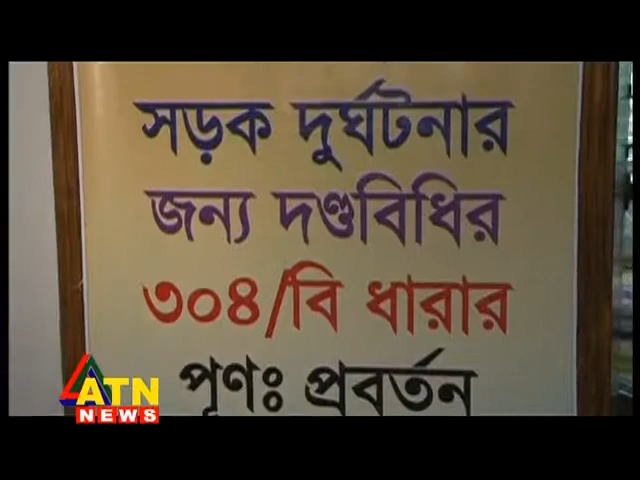 সড়ক দুর্ঘটনার
জন্য দণ্ডবিধির
৩০৪/বি ধারার
পূণঃ প্রবর্তন
ATN
NEWS